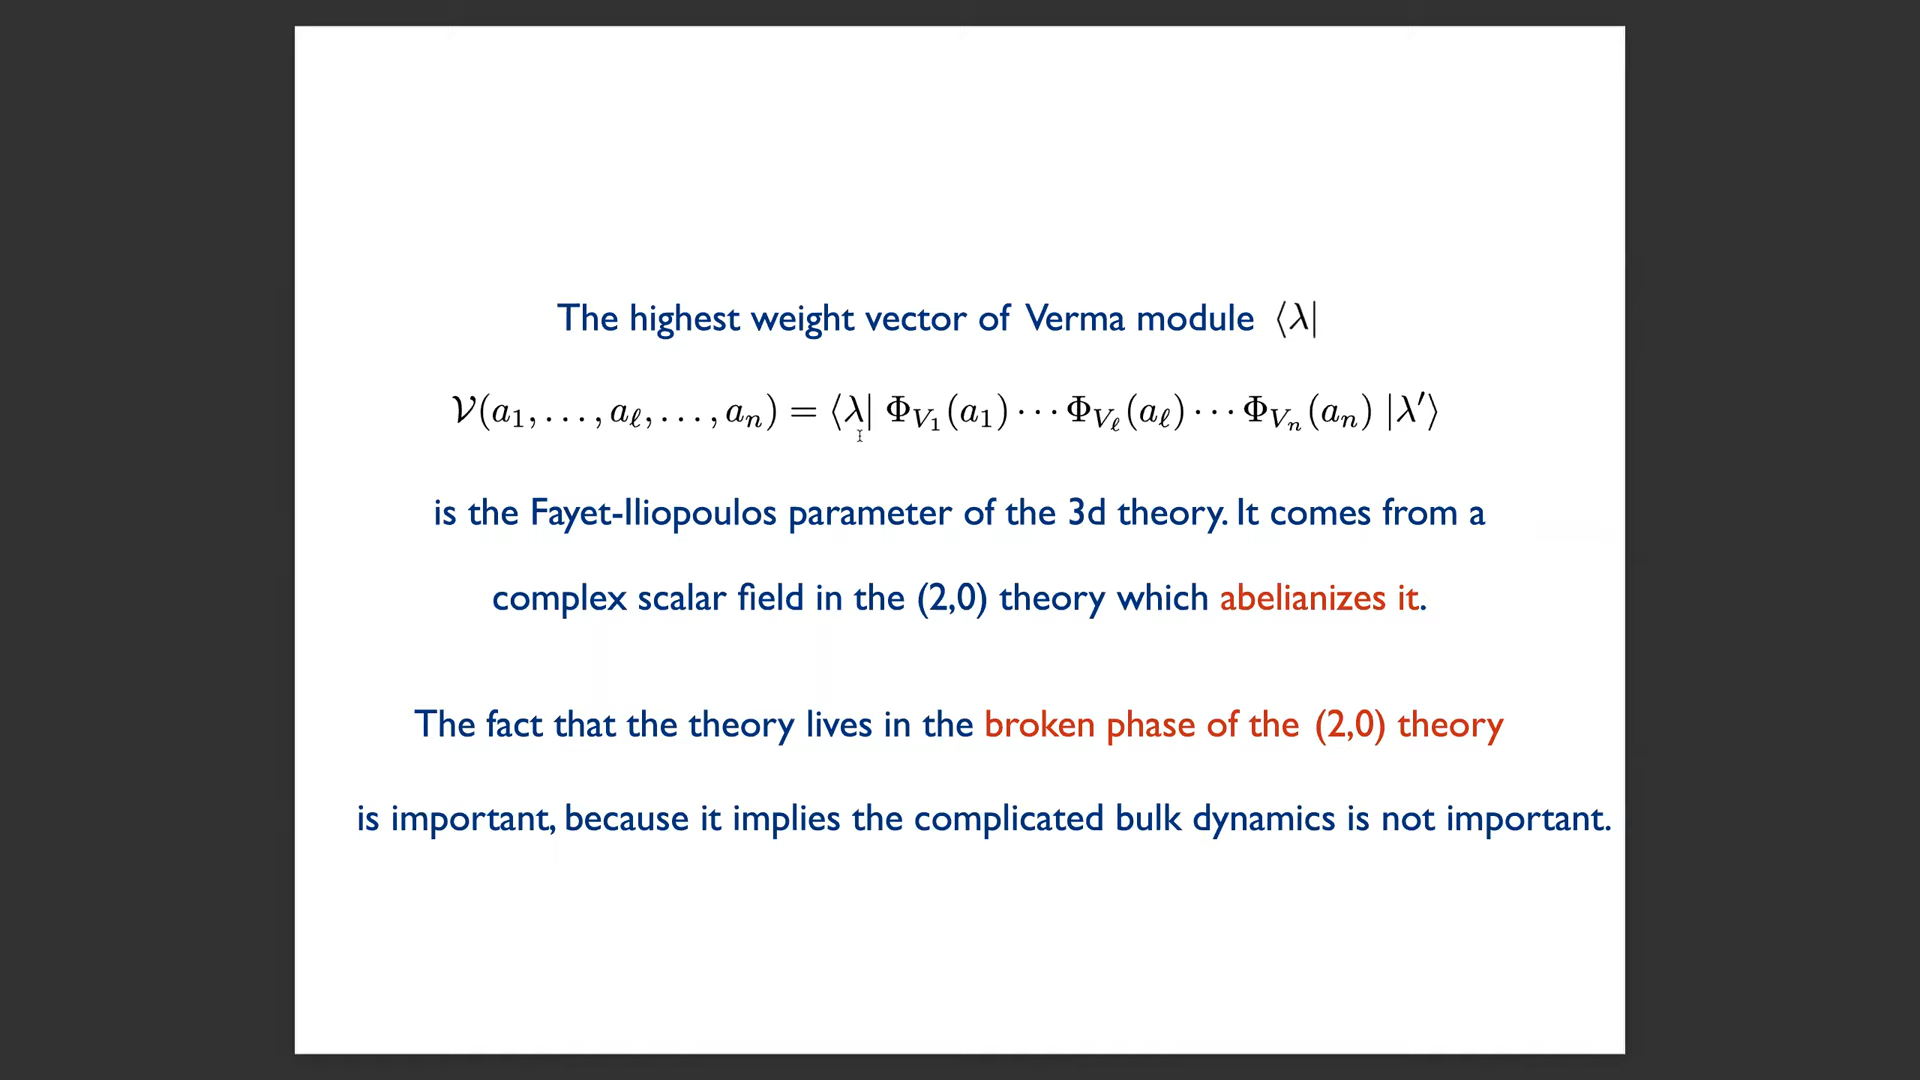 The highest weight vector of Verma module ⟨λ|
𝒱(a₁, . . . , a_ℓ, . . . , aₙ) = ⟨λ| Φ_{V₁}(a₁) · · · Φ_{V_ℓ}(a_ℓ) · · · Φ_{Vₙ}(aₙ) |λ′⟩
is the Fayet-Iliopoulos parameter of the 3d theory. It comes from a
complex scalar field in the (2,0) theory which abelianizes it.
The fact that the theory lives in the broken phase of the (2,0) theory
is important, because it implies the complicated bulk dynamics is not important.